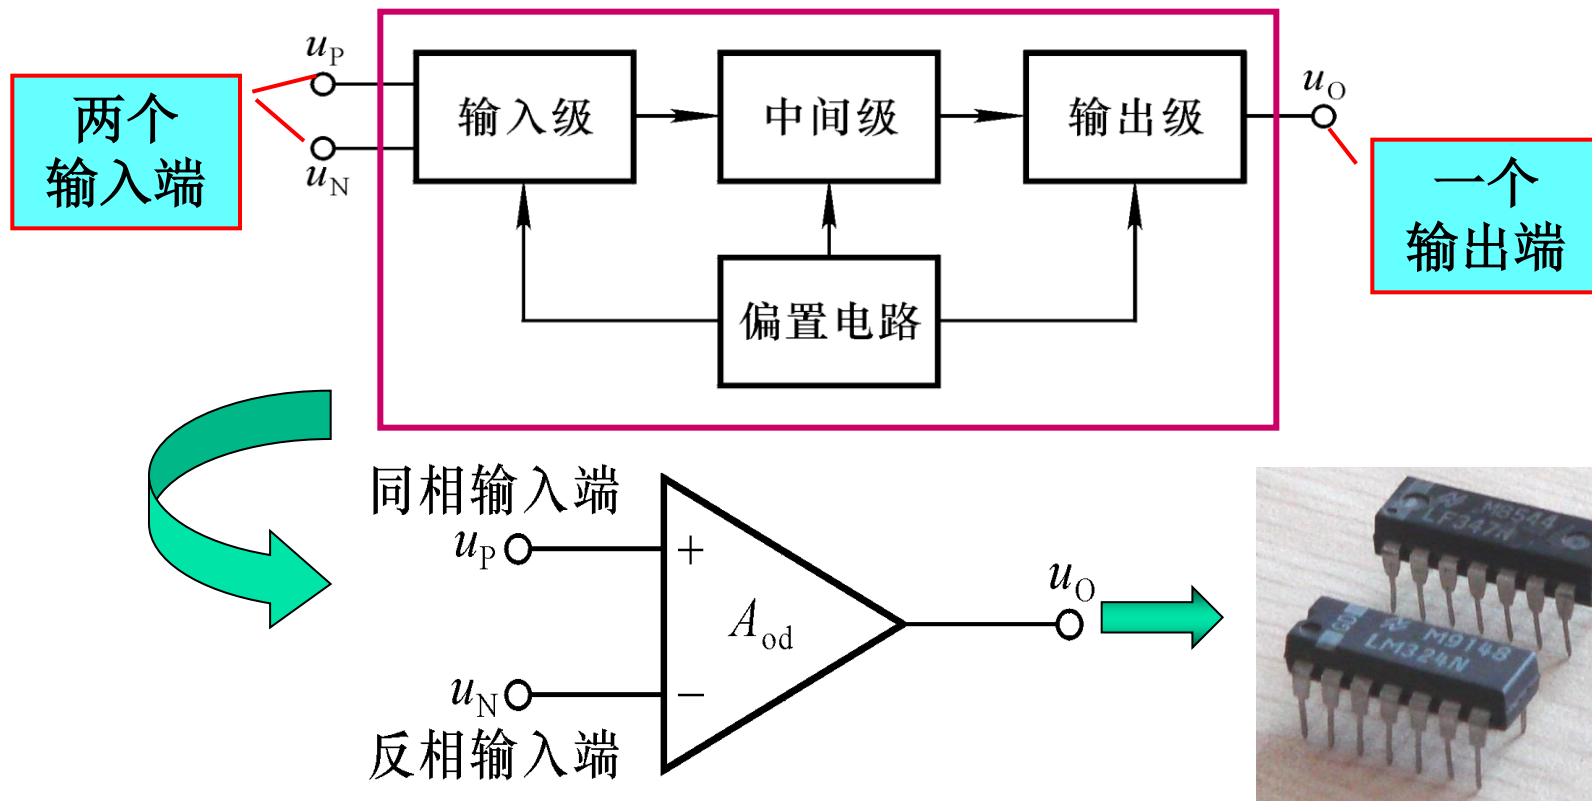 u_P
两个
输入端
u_N
输入级
中间级
输出级
u_O
一个
输出端
偏置电路
同相输入端
u_P
+
A_od
u_O
u_N
−
反相输入端
M6544
LF347N
M9148
LM324N